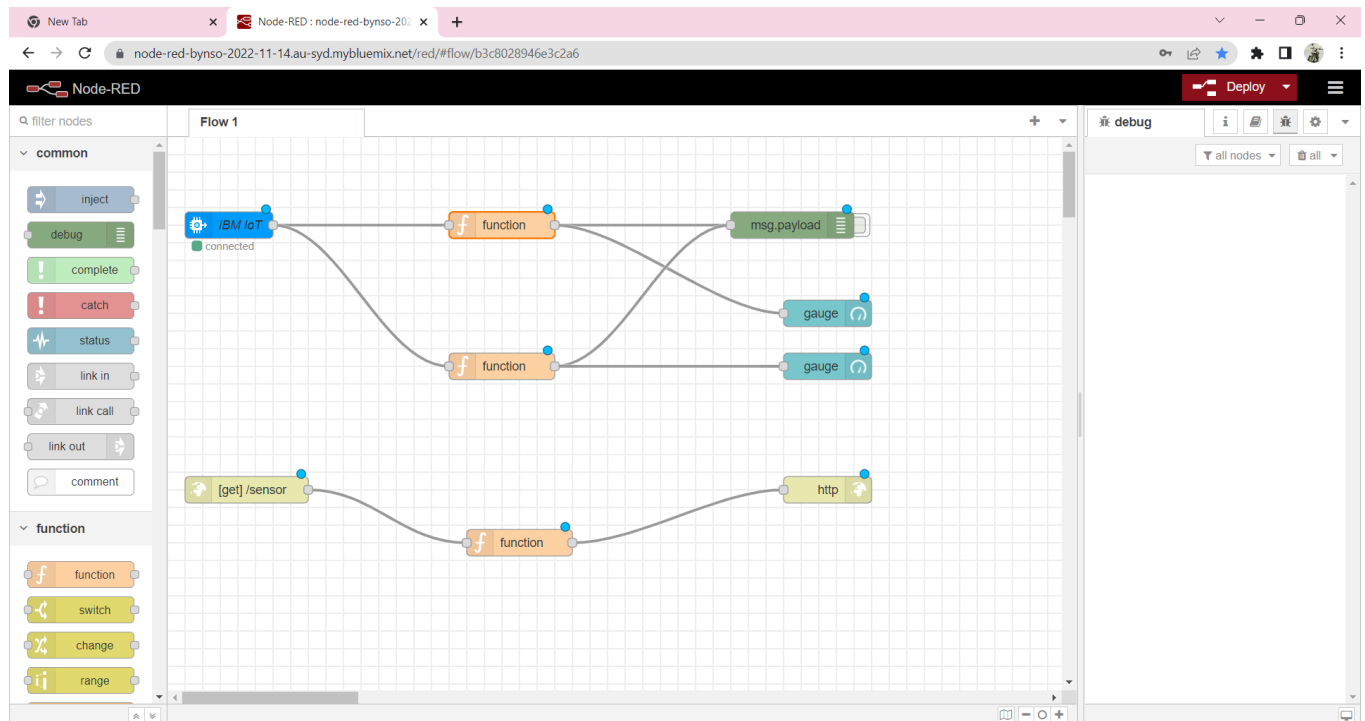 New Tab
Node-RED : node-red-bynso-202
node-red-bynso-2022-11-14.au-syd.mybluemix.net/red/#flow/b3c8028946e3c2a6
Node-RED
Deploy
filter nodes
Flow 1
debug
i
all nodes
all
common
inject
debug
complete
catch
status
link in
link call
link out
comment
function
function
switch
change
range
IBM IoT
connected
function
msg.payload
gauge
function
gauge
[get] /sensor
http
function